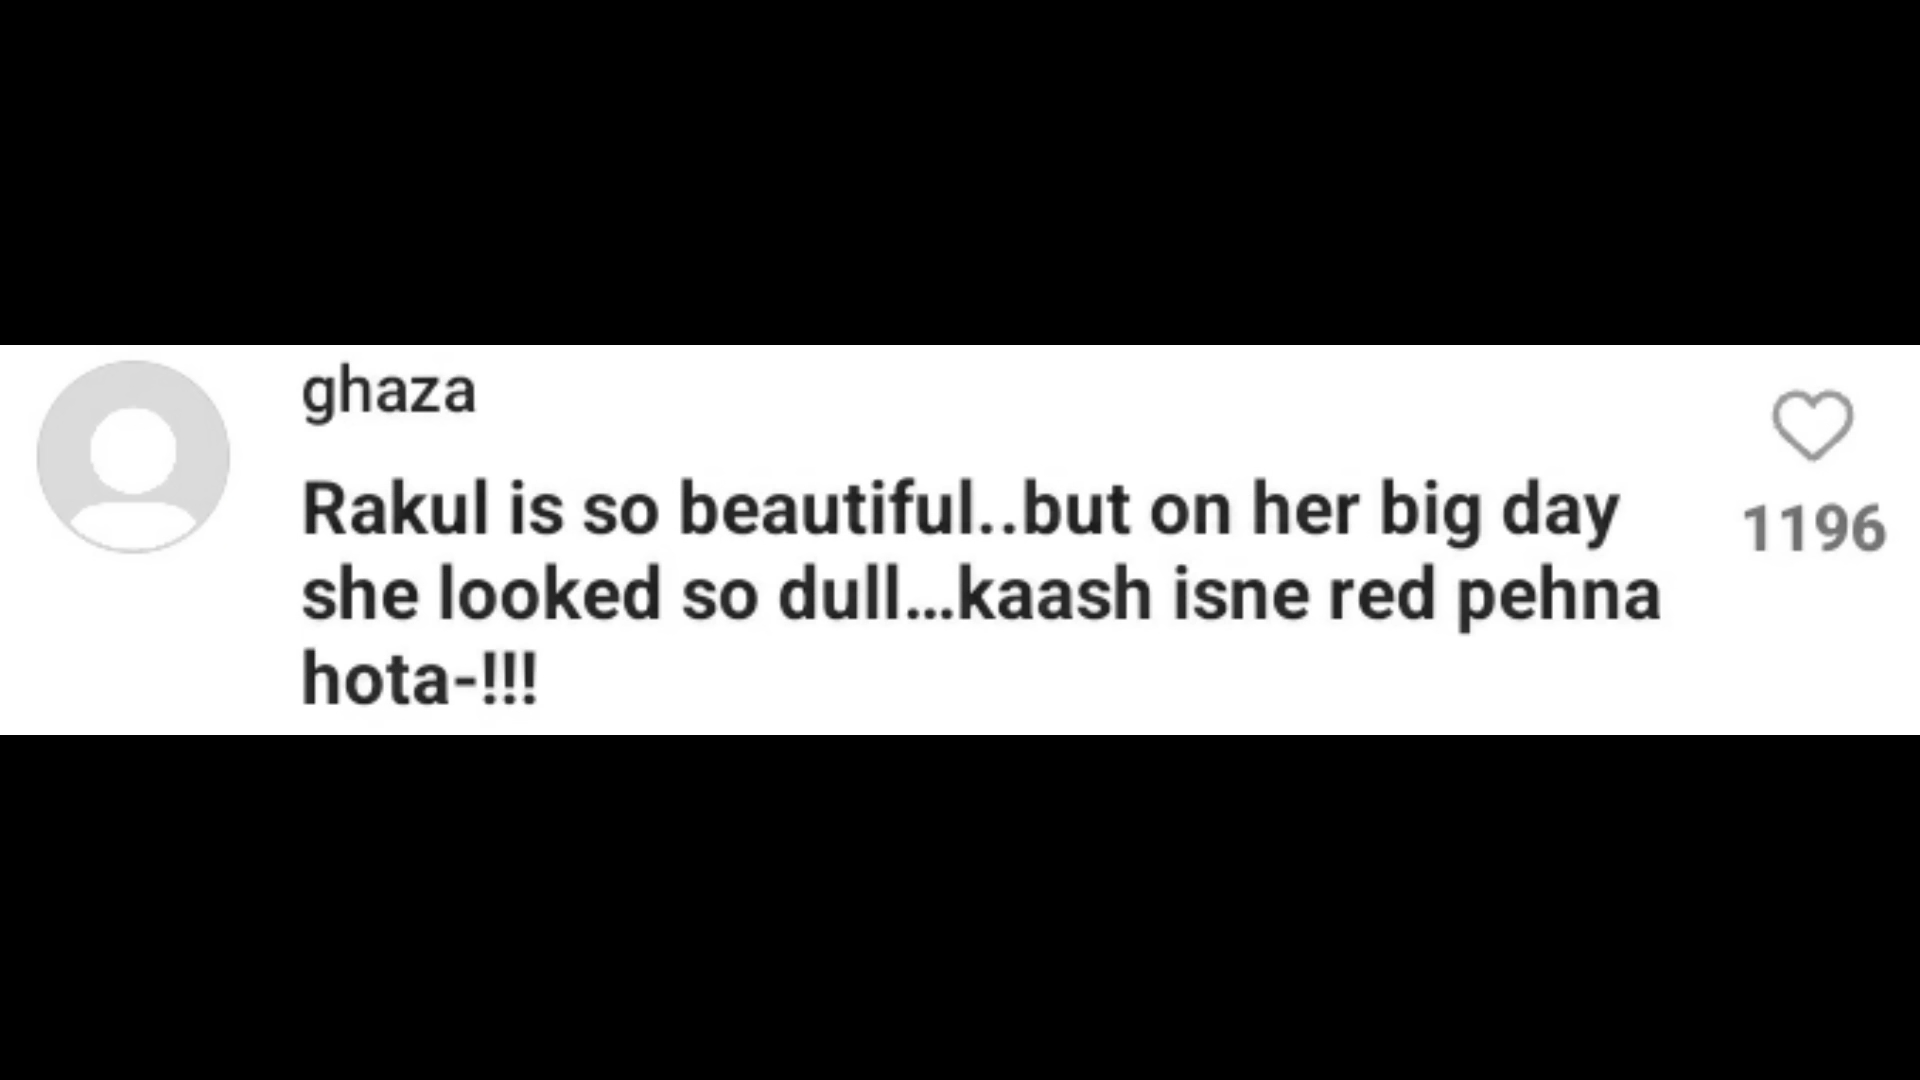 ghaza
Rakul is so beautiful..but on her big day
she looked so dull...kaash isne red pehna
hota-!!!
1196